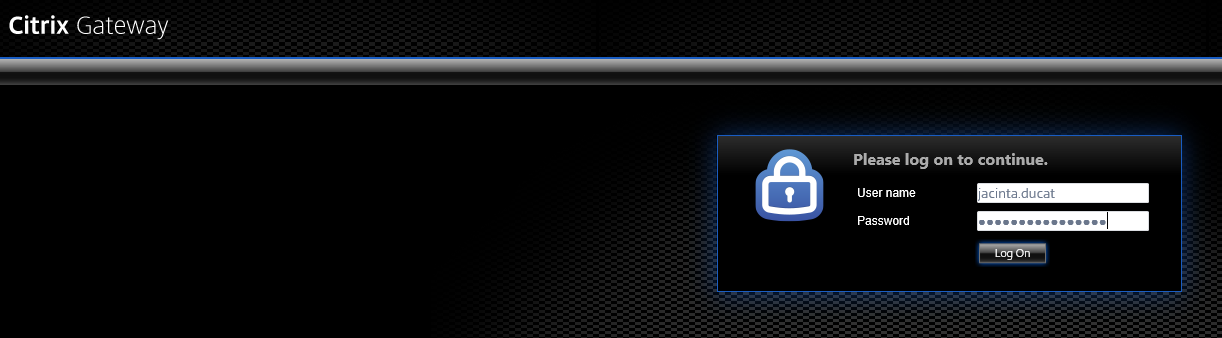 Citrix Gateway
Please log on to continue.
User name
jacinta.ducat
Password
••••••••••••••••
Log On